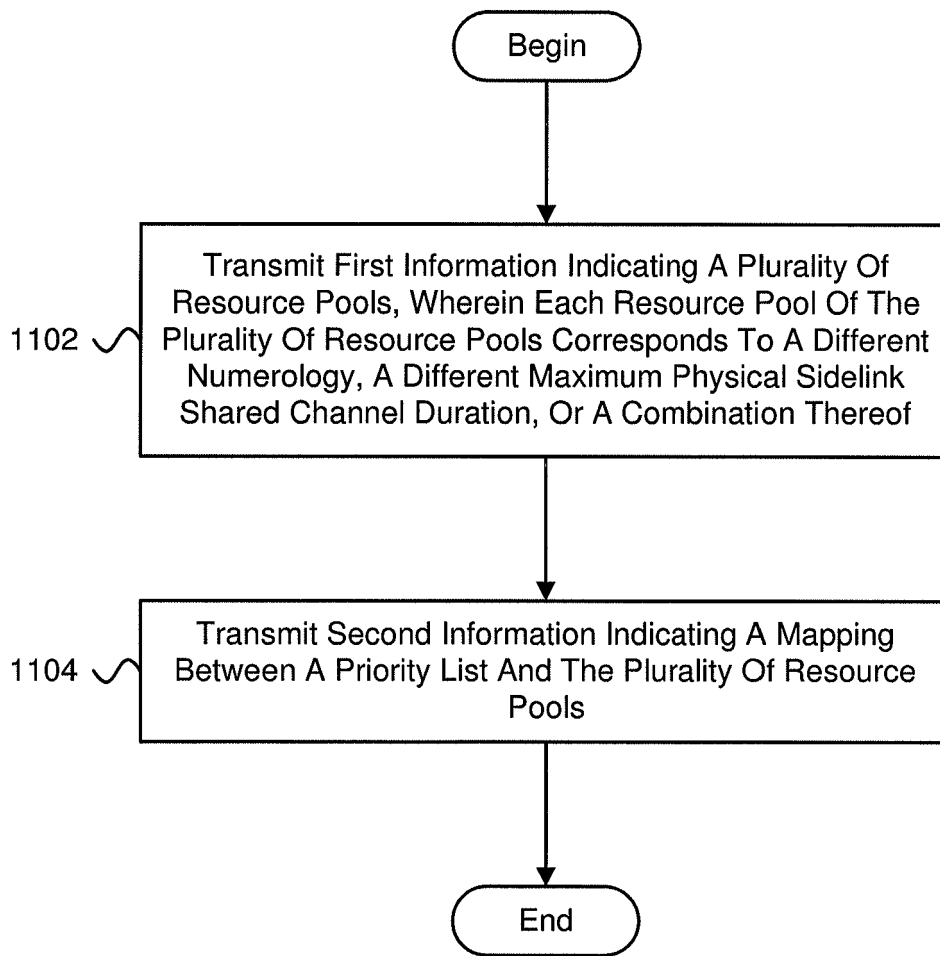 Begin
Transmit First Information Indicating A Plurality Of
Resource Pools, Wherein Each Resource Pool Of The
Plurality Of Resource Pools Corresponds To A Different
Numerology, A Different Maximum Physical Sidelink
Shared Channel Duration, Or A Combination Thereof
1102
Transmit Second Information Indicating A Mapping
Between A Priority List And The Plurality Of Resource
Pools
1104
End